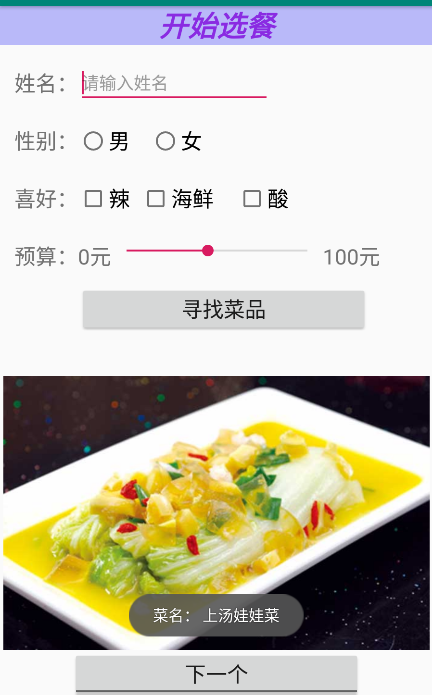 开始选餐
姓名： 请输入姓名
性别： 男 女
喜好： 辣 海鲜 酸
预算：0元 100元
寻找菜品
菜名： 上汤娃娃菜
下一个